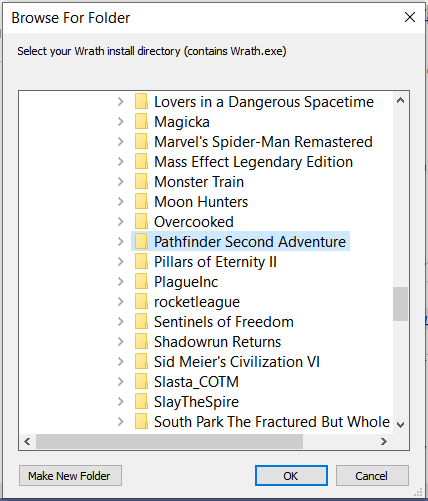 Browse For Folder
Select your Wrath install directory (contains Wrath.exe)
Lovers in a Dangerous Spacetime
Magicka
Marvel's Spider-Man Remastered
Mass Effect Legendary Edition
Monster Train
Moon Hunters
Overcooked
Pathfinder Second Adventure
Pillars of Eternity II
PlagueInc
rocketleague
Sentinels of Freedom
Shadowrun Returns
Sid Meier's Civilization VI
Slasta_COTM
SlayTheSpire
South Park The Fractured But Whole
Make New Folder
OK
Cancel